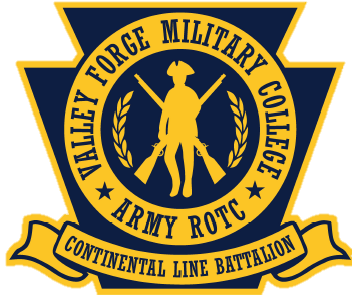 VALLEY FORGE MILITARY COLLEGE
ARMY ROTC
CONTINENTAL LINE BATTALION